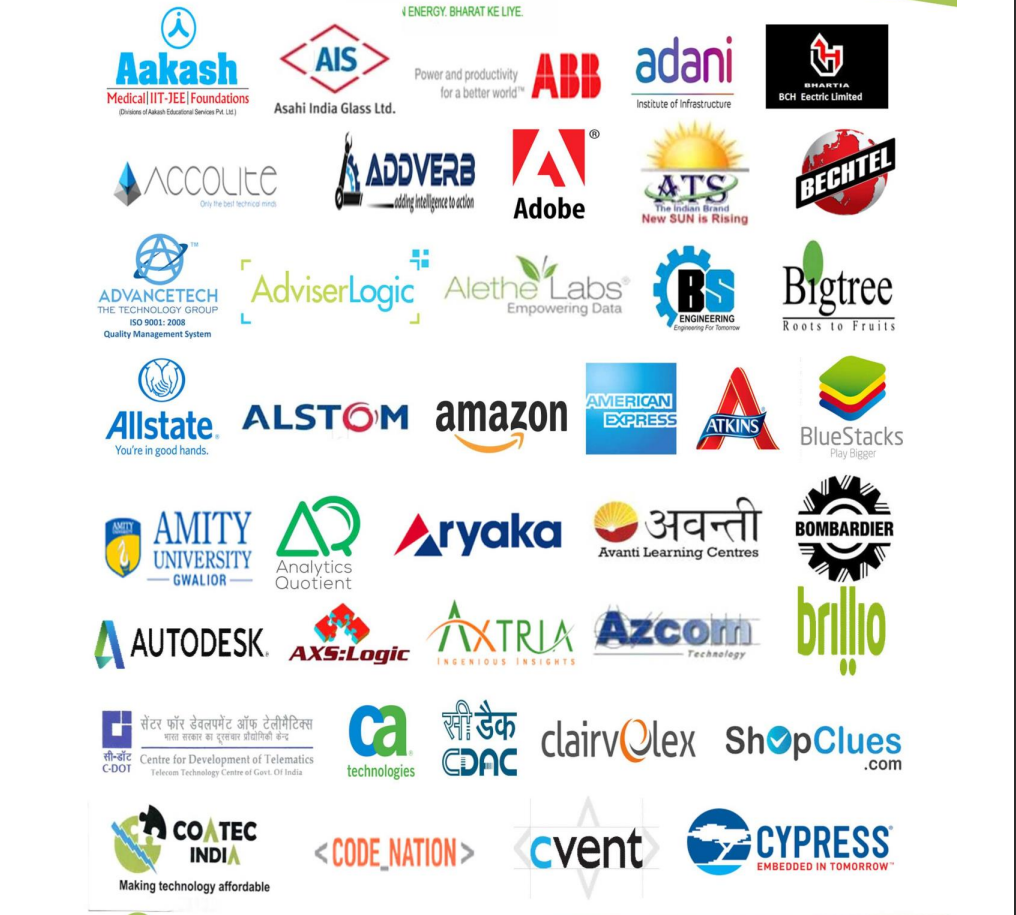 N ENERGY. BHARAT KE LIYE.
Aakash
Medical|IIT-JEE|Foundations
(Divisions of Aakash Educational Services Pvt. Ltd.)
AIS
Asahi India Glass Ltd.
Power and productivity
for a better world™
ABB
adani
Institute of Infrastructure
BHARTIA
BCH Eectric Limited
ACCOLITE
Only the best technical minds
ADDVERB
adding intelligence to action
Adobe®
ATS
The Indian Brand
New SUN is Rising
BECHTEL
ADVANCETECH™
THE TECHNOLOGY GROUP
ISO 9001: 2008
Quality Management System
AdviserLogic
Alethe Labs®
Empowering Data
BS
ENGINEERING
Engineering For Tomorrow
Bigtree
Roots to Fruits
Allstate®
You're in good hands.
ALSTOM
amazon
AMERICAN
EXPRESS
ATKINS
BlueStacks
Play Bigger
AMITY
UNIVERSITY
AMITY
UNIVERSITY
GWALIOR
AQ
Analytics
Quotient
Aryaka
अवन्ती
Avanti Learning Centres
BOMBARDIER
AUTODESK®
AXS:Logic
AXTRIA
INGENIOUS INSIGHTS
Azcom
Technology
brillio
सी-डॉट
C-DOT
सेंटर फॉर डेवलपमेंट ऑफ टेलीमैटिक्स
भारत सरकार का दूरसंचार प्रौद्योगिकी केन्द्र
Centre for Development of Telematics
Telecom Technology Centre of Govt. Of India
ca
technologies
सी डैक
CDAC
clairvolex
ShopClues
.com
COATEC
INDIA
Making technology affordable
<CODE_NATION>
cvent
CYPRESS®
EMBEDDED IN TOMORROW™